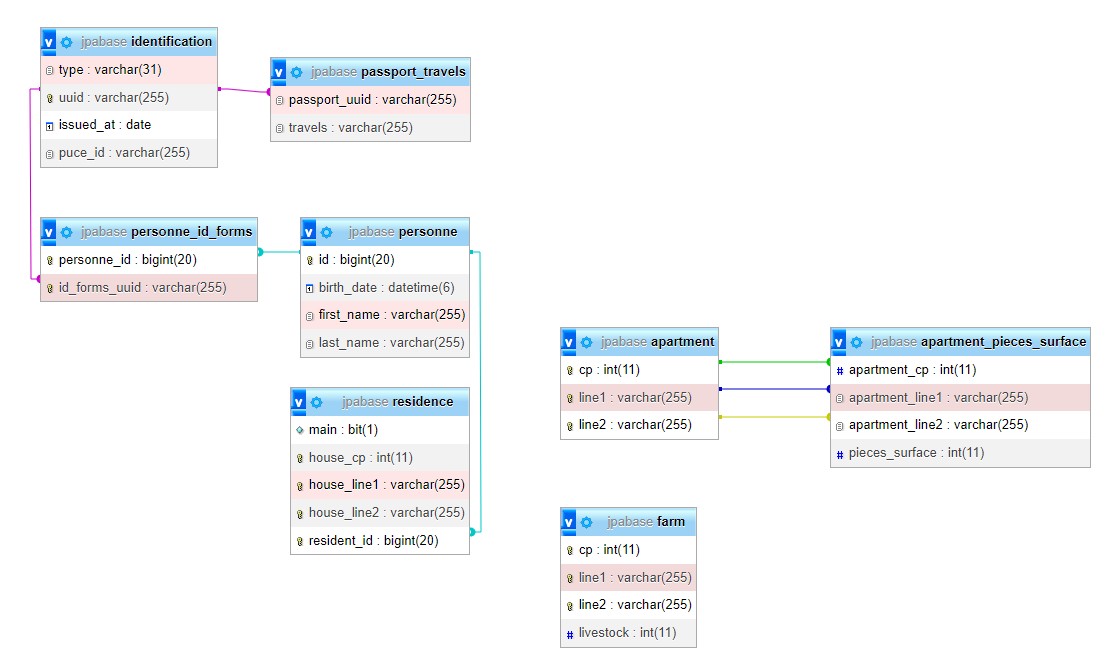 v jpabase identification
type : varchar(31)
uuid : varchar(255)
issued_at : date
puce_id : varchar(255)
v jpabase passport_travels
passport_uuid : varchar(255)
travels : varchar(255)
v jpabase personne_id_forms
personne_id : bigint(20)
id_forms_uuid : varchar(255)
v jpabase personne
id : bigint(20)
birth_date : datetime(6)
first_name : varchar(255)
last_name : varchar(255)
v jpabase residence
main : bit(1)
house_cp : int(11)
house_line1 : varchar(255)
house_line2 : varchar(255)
resident_id : bigint(20)
v jpabase apartment
cp : int(11)
line1 : varchar(255)
line2 : varchar(255)
v jpabase apartment_pieces_surface
# apartment_cp : int(11)
apartment_line1 : varchar(255)
apartment_line2 : varchar(255)
# pieces_surface : int(11)
v jpabase farm
cp : int(11)
line1 : varchar(255)
line2 : varchar(255)
# livestock : int(11)